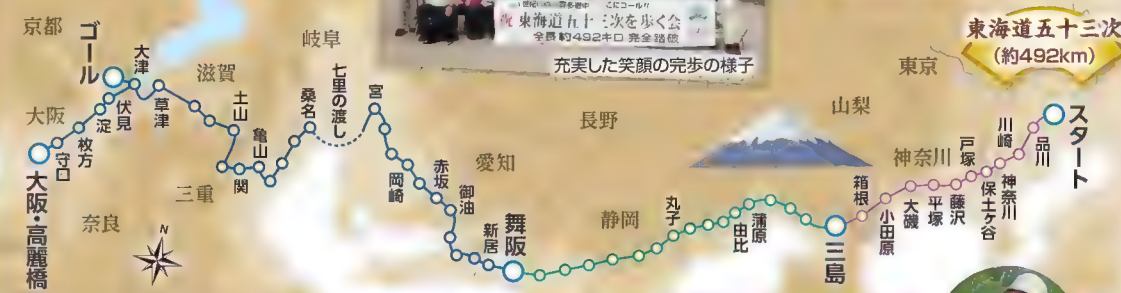 祝 東海道五十三次を歩く会
全長約492キロ 完全踏破
充実した笑顔の完歩の様子
東海道五十三次
(約492km)
京都
ゴール
大津
滋賀
岐阜
七里の渡し
宮
長野
山梨
東京
スタート
品川
川崎
神奈川
保土ヶ谷
戸塚
藤沢
平塚
大磯
小田原
箱根
神奈川
三島
蒲原
由比
丸子
静岡
舞阪
新居
御油
赤坂
愛知
岡崎
桑名
亀山
関
三重
土山
草津
伏見
淀
枚方
守口
大阪
大阪・高麗橋
奈良
N